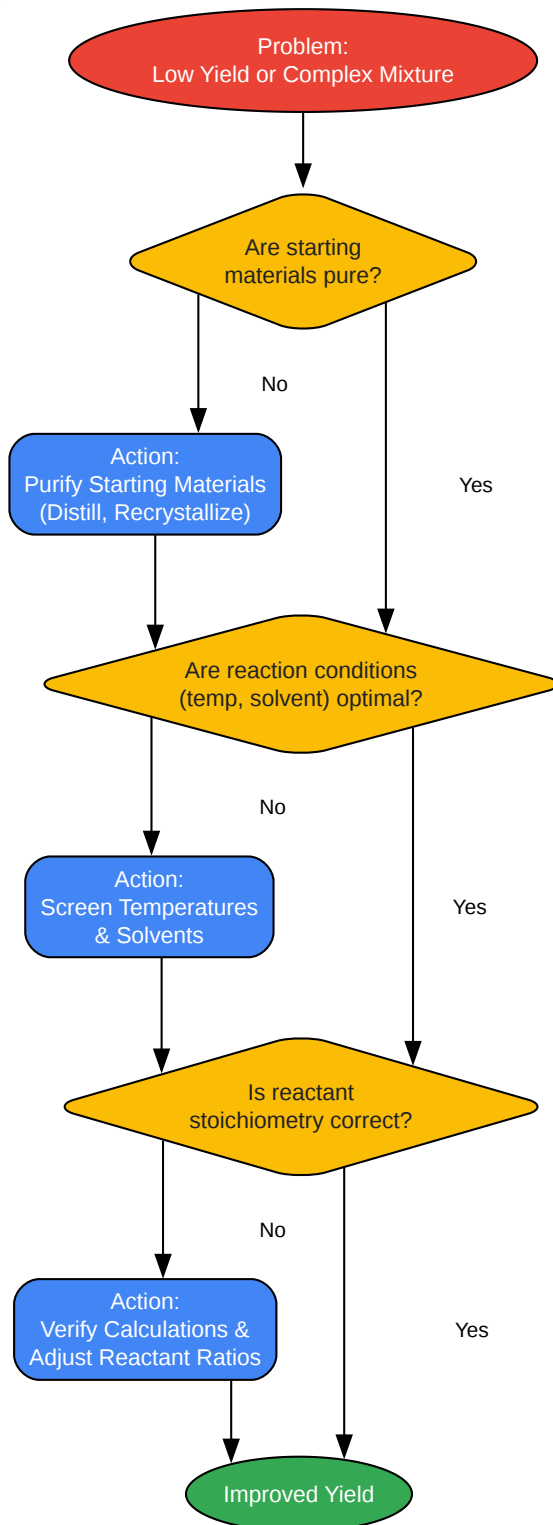 Problem:
Low Yield or Complex Mixture
Are starting
materials pure?
No
Action:
Purify Starting Materials
(Distill, Recrystallize)
Yes
Are reaction conditions
(temp, solvent) optimal?
No
Action:
Screen Temperatures
& Solvents
Yes
Is reactant
stoichiometry correct?
No
Action:
Verify Calculations &
Adjust Reactant Ratios
Yes
Improved Yield